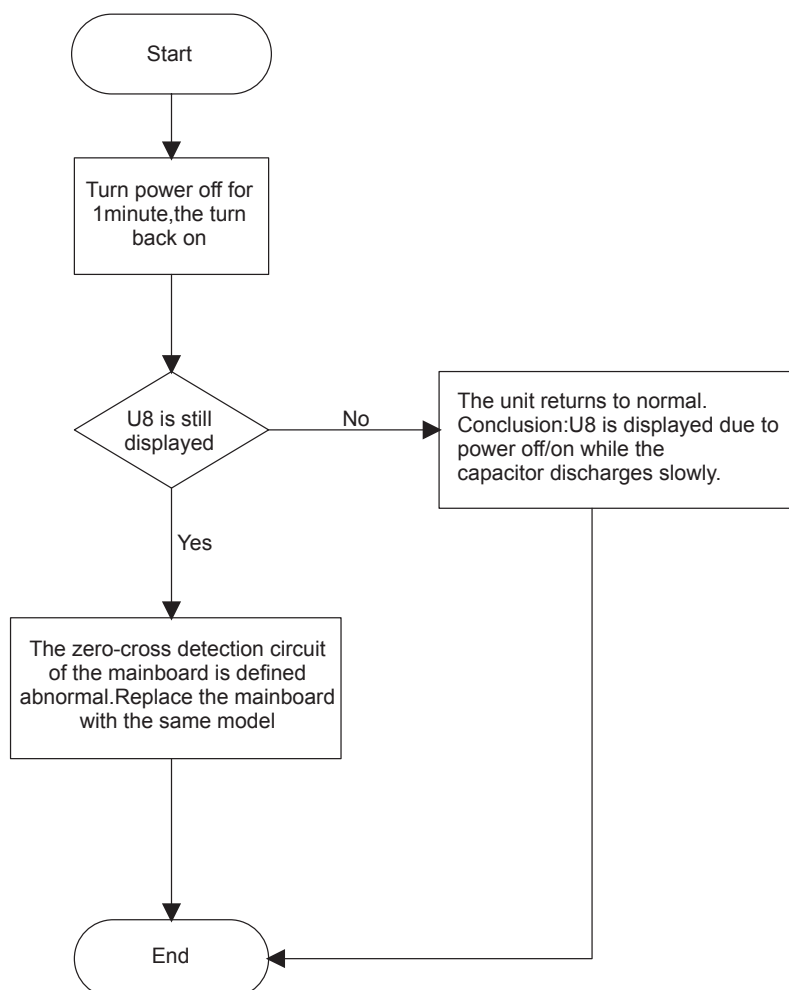 Start
Turn power off for
1minute,the turn
back on
U8 is still
displayed
No
The unit returns to normal.
Conclusion:U8 is displayed due to
power off/on while the
capacitor discharges slowly.
Yes
The zero-cross detection circuit
of the mainboard is defined
abnormal.Replace the mainboard
with the same model
End